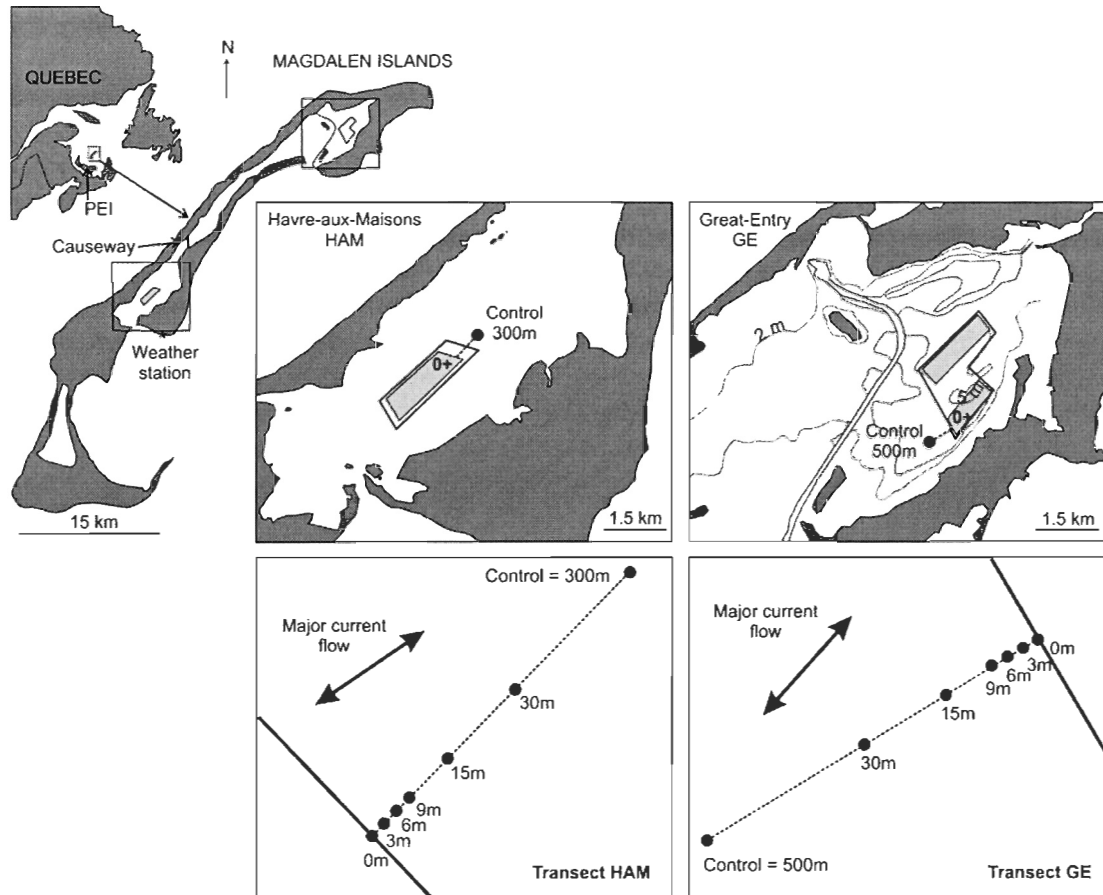 N
MAGDALEN ISLANDS
QUEBEC
PEI
Causeway
Weather
station
15 km
Havre-aux-Maisons
HAM
Control
300m
0+
1.5 km
Great-Entry
GE
2 m
5 m
0+
Control
500m
1.5 km
Control = 300m
Major current
flow
30m
15m
9m
6m
3m
0m
Transect HAM
Major current
flow
0m
3m
6m
9m
15m
30m
Control = 500m
Transect GE